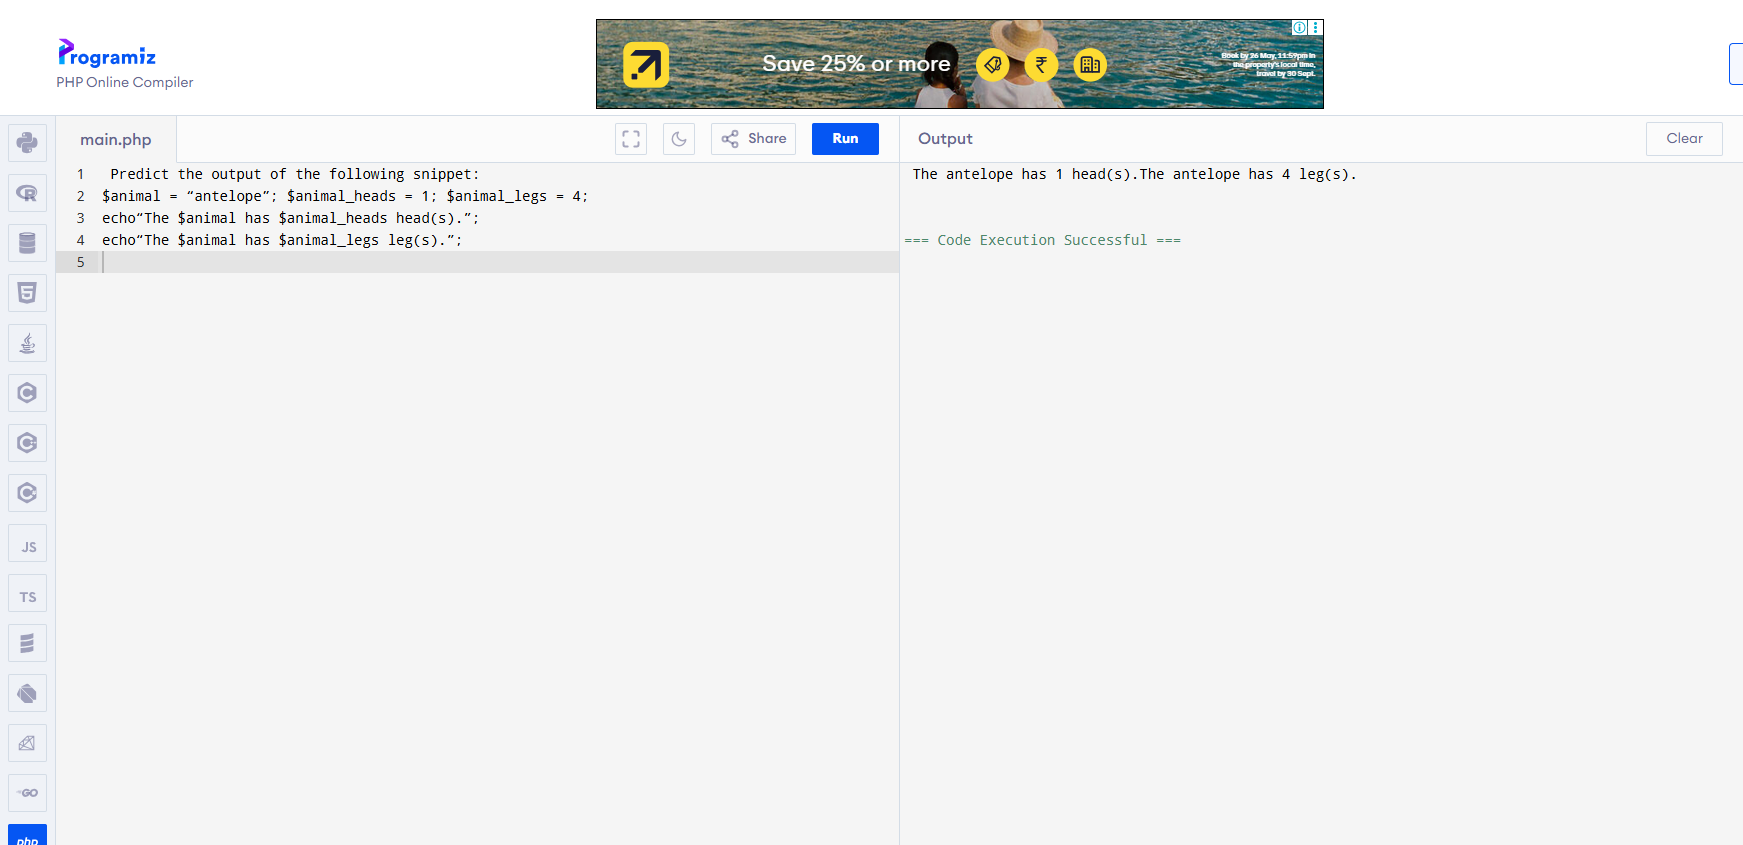 Programiz
PHP Online Compiler
Save 25% or more
Book by 26 May, 11:59pm in
the property's local time,
travel by 30 Sept.
main.php
Share
Run
Output
Clear
1 Predict the output of the following snippet:
2 $animal = “antelope”; $animal_heads = 1; $animal_legs = 4;
3 echo“The $animal has $animal_heads head(s).”;
4 echo“The $animal has $animal_legs leg(s).”;
5
The antelope has 1 head(s).The antelope has 4 leg(s).
=== Code Execution Successful ===
JS
TS
GO
php